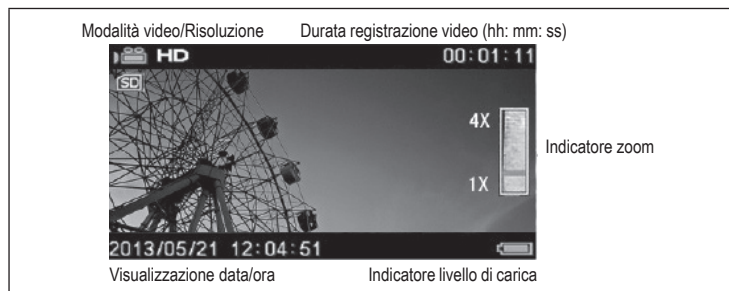 Modalità video/Risoluzione Durata registrazione video (hh: mm: ss)
HD 00:01:11
SD
4X
Indicatore zoom
1X
2013/05/21 12:04:51
Visualizzazione data/ora Indicatore livello di carica